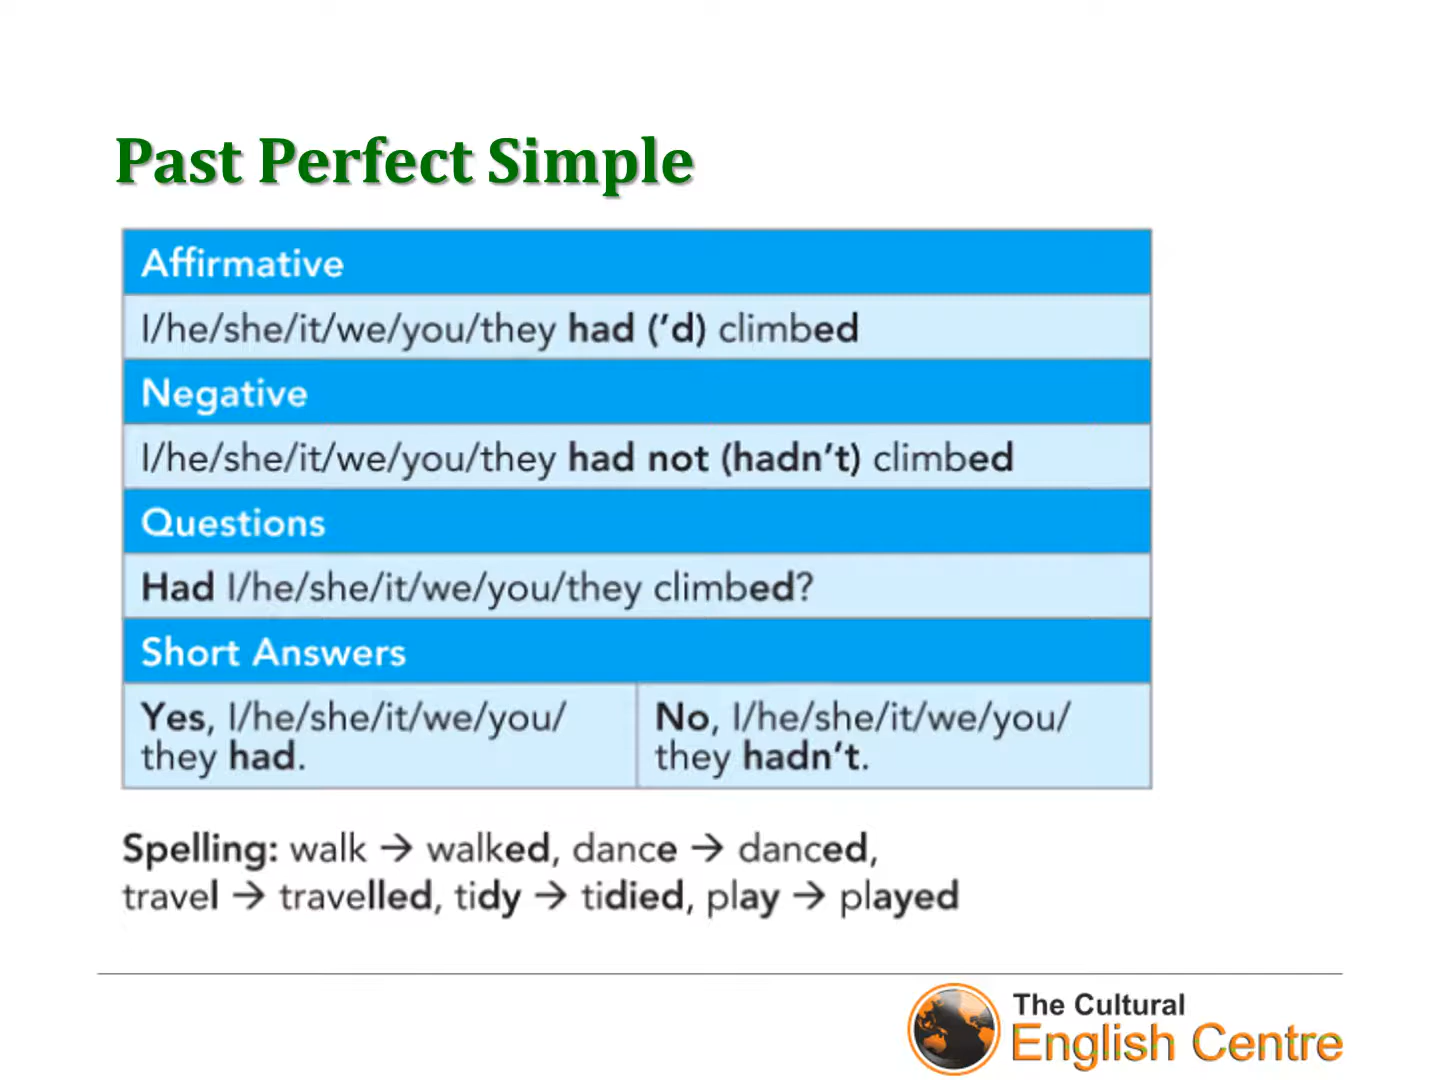 Past Perfect Simple
Affirmative
I/he/she/it/we/you/they had (’d) climbed
Negative
I/he/she/it/we/you/they had not (hadn’t) climbed
Questions
Had I/he/she/it/we/you/they climbed?
Short Answers
Yes, I/he/she/it/we/you/
they had.
No, I/he/she/it/we/you/
they hadn’t.
Spelling: walk → walked, dance → danced,
travel → travelled, tidy → tidied, play → played
The Cultural
English Centre